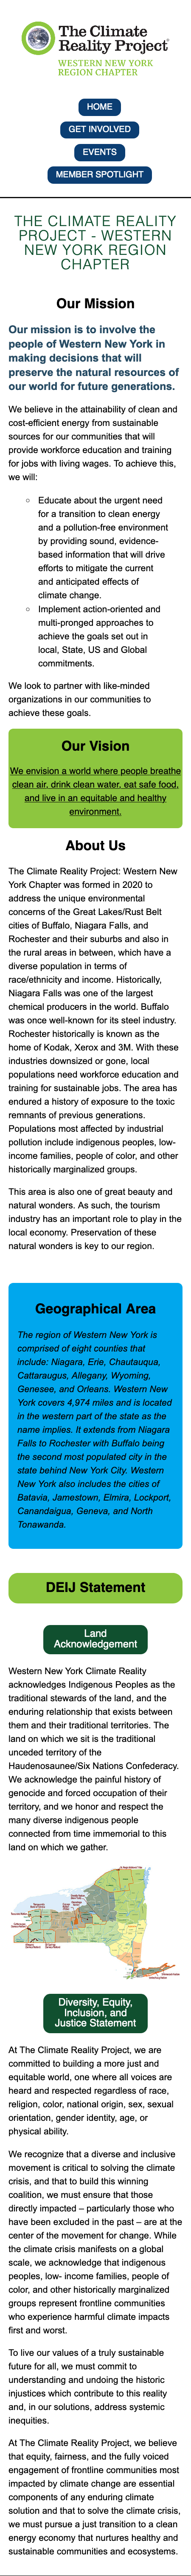 The Climate
Reality Project®
WESTERN NEW YORK
REGION CHAPTER
HOME
GET INVOLVED
EVENTS
MEMBER SPOTLIGHT
THE CLIMATE REALITY
PROJECT - WESTERN
NEW YORK REGION
CHAPTER
Our Mission
Our mission is to involve the
people of Western New York in
making decisions that will
preserve the natural resources of
our world for future generations.
We believe in the attainability of clean and
cost-efficient energy from sustainable
sources for our communities that will
provide workforce education and training
for jobs with living wages. To achieve this,
we will:
Educate about the urgent need
for a transition to clean energy
and a pollution-free environment
by providing sound, evidence-
based information that will drive
efforts to mitigate the current
and anticipated effects of
climate change.
Implement action-oriented and
multi-pronged approaches to
achieve the goals set out in
local, State, US and Global
commitments.
We look to partner with like-minded
organizations in our communities to
achieve these goals.
Our Vision
We envision a world where people breathe
clean air, drink clean water, eat safe food,
and live in an equitable and healthy
environment.
About Us
The Climate Reality Project: Western New
York Chapter was formed in 2020 to
address the unique environmental
concerns of the Great Lakes/Rust Belt
cities of Buffalo, Niagara Falls, and
Rochester and their suburbs and also in
the rural areas in between, which have a
diverse population in terms of
race/ethnicity and income. Historically,
Niagara Falls was one of the largest
chemical producers in the world. Buffalo
was once well-known for its steel industry.
Rochester historically is known as the
home of Kodak, Xerox and 3M. With these
industries downsized or gone, local
populations need workforce education and
training for sustainable jobs. The area has
endured a history of exposure to the toxic
remnants of previous generations.
Populations most affected by industrial
pollution include indigenous peoples, low-
income families, people of color, and other
historically marginalized groups.
This area is also one of great beauty and
natural wonders. As such, the tourism
industry has an important role to play in the
local economy. Preservation of these
natural wonders is key to our region.
Geographical Area
The region of Western New York is
comprised of eight counties that
include: Niagara, Erie, Chautauqua,
Cattaraugus, Allegany, Wyoming,
Genesee, and Orleans. Western New
York covers 4,974 miles and is located
in the western part of the state as the
name implies. It extends from Niagara
Falls to Rochester with Buffalo being
the second most populated city in the
state behind New York City. Western
New York also includes the cities of
Batavia, Jamestown, Elmira, Lockport,
Canandaigua, Geneva, and North
Tonawanda.
DEIJ Statement
Land
Acknowledgement
Western New York Climate Reality
acknowledges Indigenous Peoples as the
traditional stewards of the land, and the
enduring relationship that exists between
them and their traditional territories. The
land on which we sit is the traditional
unceded territory of the
Haudenosaunee/Six Nations Confederacy.
We acknowledge the painful history of
genocide and forced occupation of their
territory, and we honor and respect the
many diverse indigenous people
connected from time immemorial to this
land on which we gather.
Diversity, Equity,
Inclusion, and
Justice Statement
At The Climate Reality Project, we are
committed to building a more just and
equitable world, one where all voices are
heard and respected regardless of race,
religion, color, national origin, sex, sexual
orientation, gender identity, age, or
physical ability.
We recognize that a diverse and inclusive
movement is critical to solving the climate
crisis, and that to build this winning
coalition, we must ensure that those
directly impacted – particularly those who
have been excluded in the past – are at the
center of the movement for change. While
the climate crisis manifests on a global
scale, we acknowledge that indigenous
peoples, low- income families, people of
color, and other historically marginalized
groups represent frontline communities
who experience harmful climate impacts
first and worst.
To live our values of a truly sustainable
future for all, we must commit to
understanding and undoing the historic
injustices which contribute to this reality
and, in our solutions, address systemic
inequities.
At The Climate Reality Project, we believe
that equity, fairness, and the fully voiced
engagement of frontline communities most
impacted by climate change are essential
components of any enduring climate
solution and that to solve the climate crisis,
we must pursue a just transition to a clean
energy economy that nurtures healthy and
sustainable communities and ecosystems.